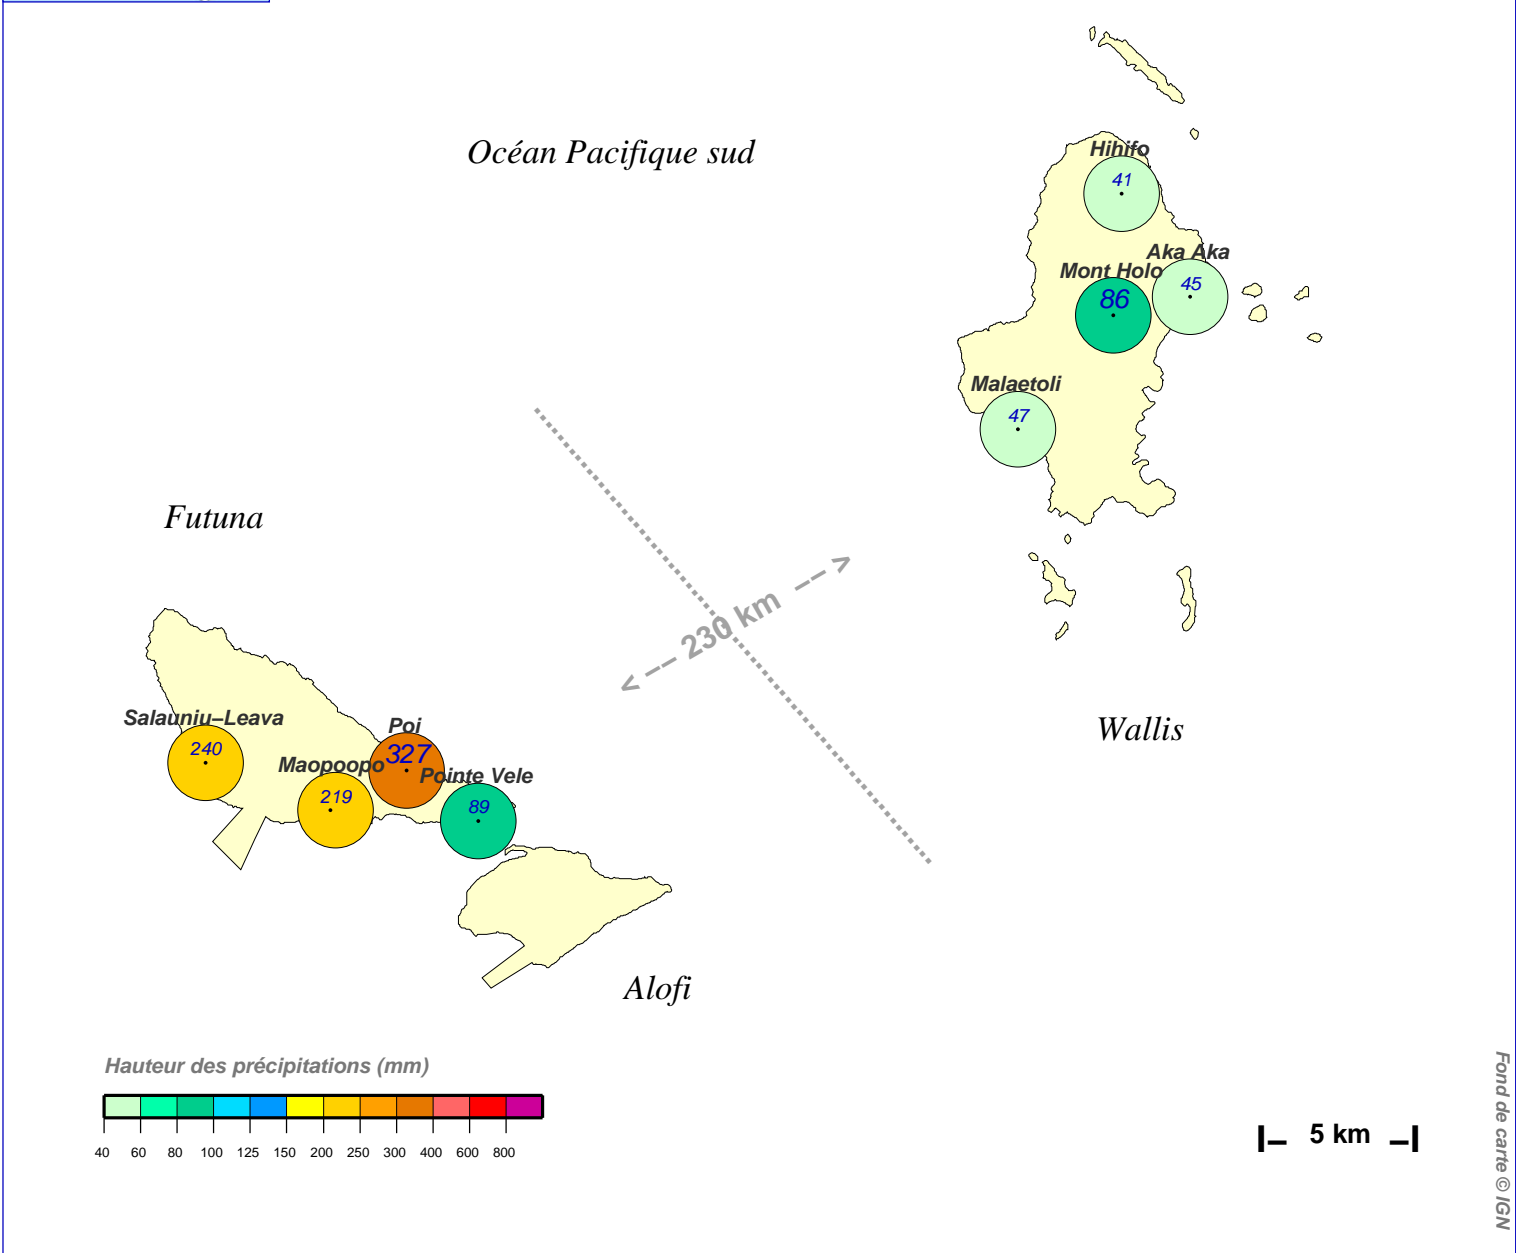 Océan Pacifique sud
Hihifo
41
Aka Aka
45
Mont Holo
86
Malaetoli
47
Futuna
<-- 230 km -->
Wallis
Salauniu–Leava
240
Poi
327
Maopoopo
219
Pointe Vele
89
Alofi
Hauteur des précipitations (mm)
40 60 80 100 125 150 200 250 300 400 600 800
5 km
Fond de carte © IGN